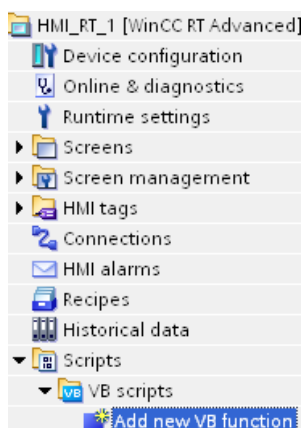 HMI_RT_1 [WinCC RT Advanced]
Device configuration
Online & diagnostics
Runtime settings
Screens
Screen management
HMI tags
Connections
HMI alarms
Recipes
Historical data
Scripts
VB VB scripts
Add new VB function